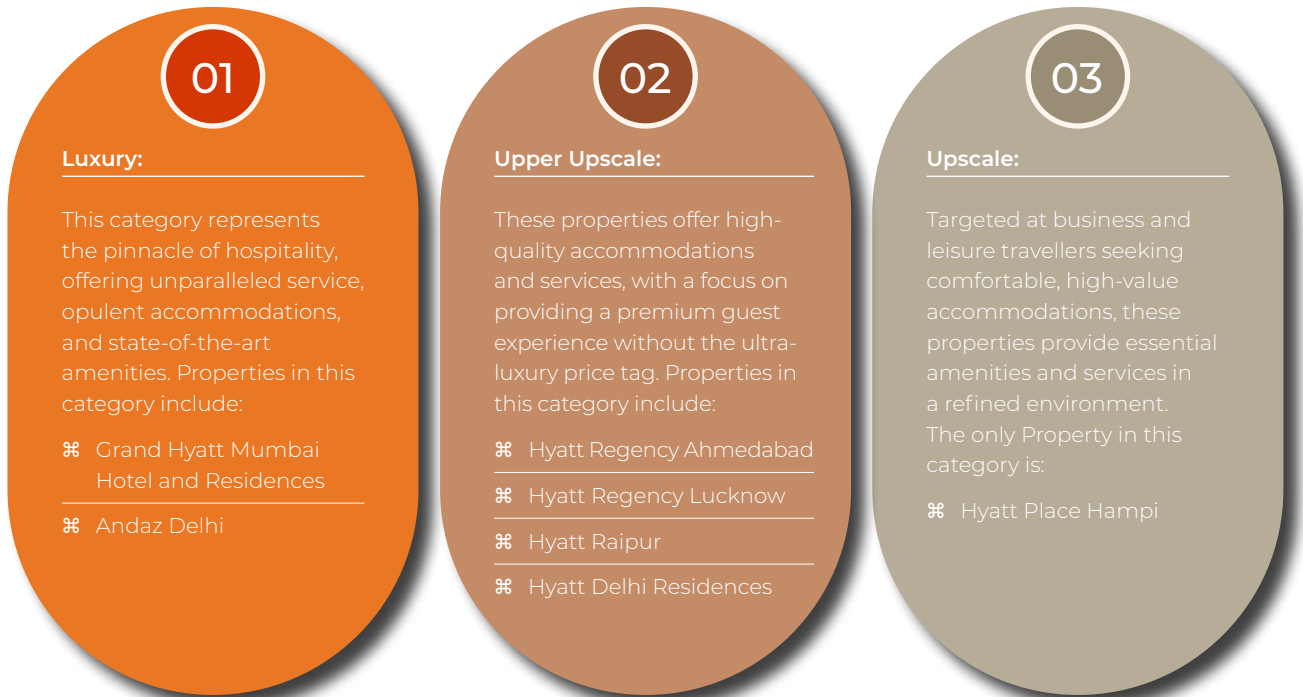 01
Luxury:
This category represents
the pinnacle of hospitality,
offering unparalleled service,
opulent accommodations,
and state-of-the-art
amenities. Properties in this
category include:
⌘ Grand Hyatt Mumbai
Hotel and Residences
⌘ Andaz Delhi
02
Upper Upscale:
These properties offer high-
quality accommodations
and services, with a focus on
providing a premium guest
experience without the ultra-
luxury price tag. Properties in
this category include:
⌘ Hyatt Regency Ahmedabad
⌘ Hyatt Regency Lucknow
⌘ Hyatt Raipur
⌘ Hyatt Delhi Residences
03
Upscale:
Targeted at business and
leisure travellers seeking
comfortable, high-value
accommodations, these
properties provide essential
amenities and services in
a refined environment.
The only Property in this
category is:
⌘ Hyatt Place Hampi